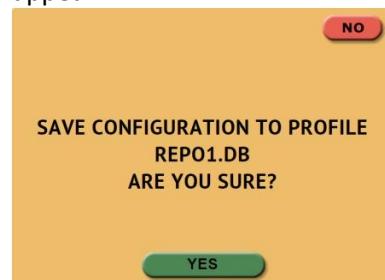 NO
SAVE CONFIGURATION TO PROFILE
REPO1.DB
ARE YOU SURE?
YES